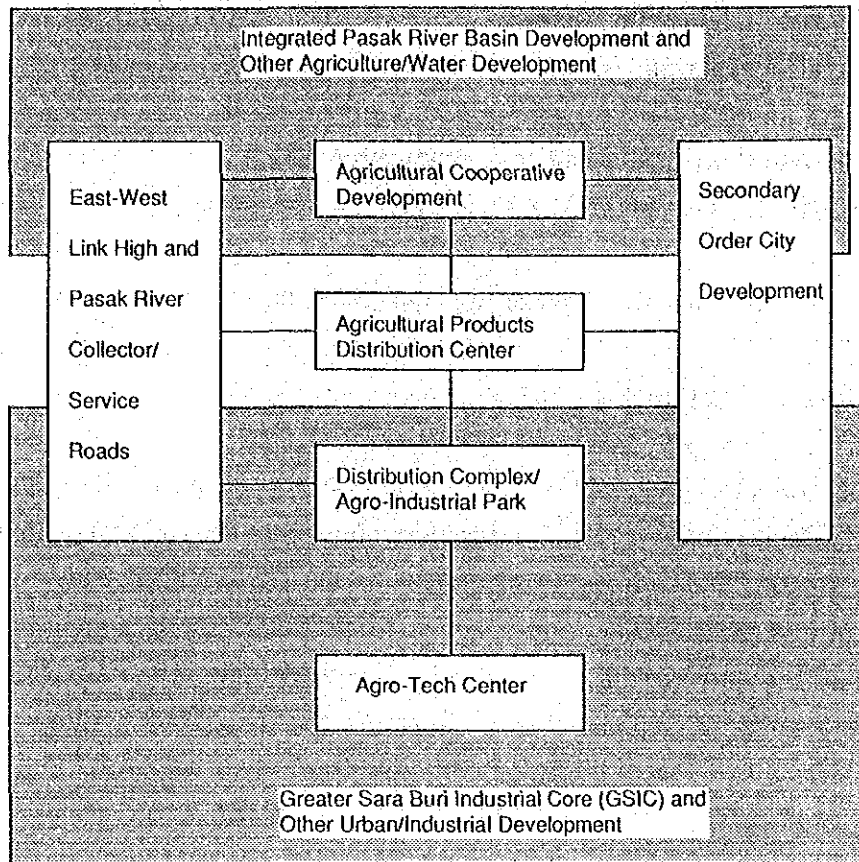 Integrated Pasak River Basin Development and
Other Agriculture/Water Development
East-West
Link High and
Pasak River
Collector/
Service
Roads
Agricultural Cooperative
Development
Secondary
Order City
Development
Agricultural Products
Distribution Center
Distribution Complex/
Agro-Industrial Park
Agro-Tech Center
Greater Sara Buri Industrial Core (GSIC) and
Other Urban/Industrial Development